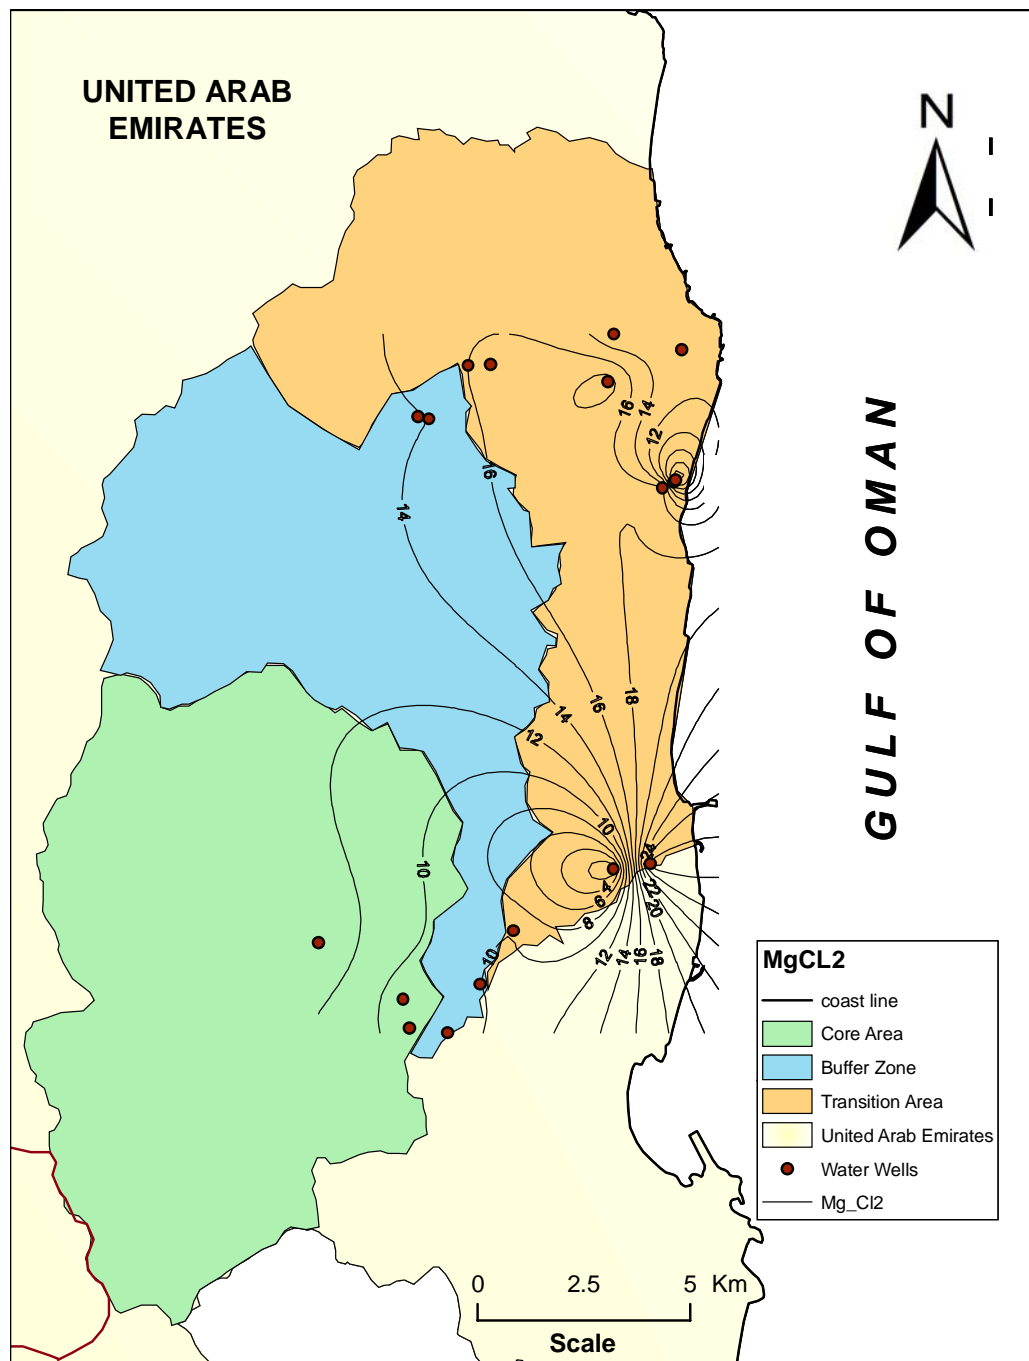 UNITED ARAB
EMIRATES
N
16
14
12
16
14
GULF OF OMAN
18
16
14
12
10
10
24
4
6
22
20
8
10
12
14
16
18
MgCL2
coast line
Core Area
Buffer Zone
Transition Area
United Arab Emirates
Water Wells
Mg_Cl2
0 2.5 5 Km
Scale